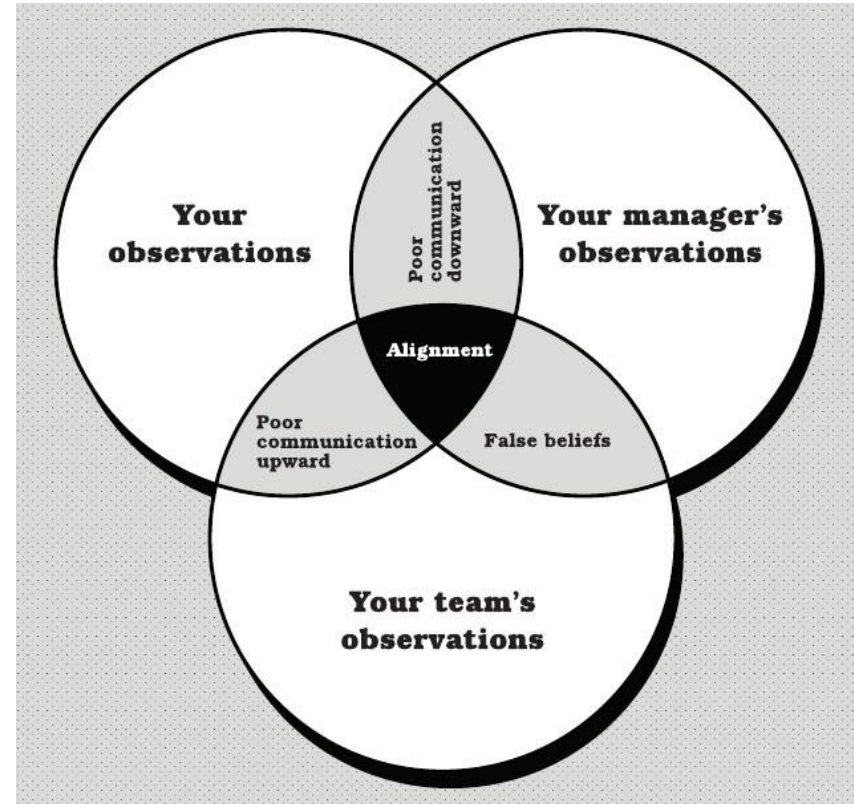 Poor
communication
downward
Your
observations
Your manager’s
observations
Alignment
Poor
communication
upward
False beliefs
Your team’s
observations